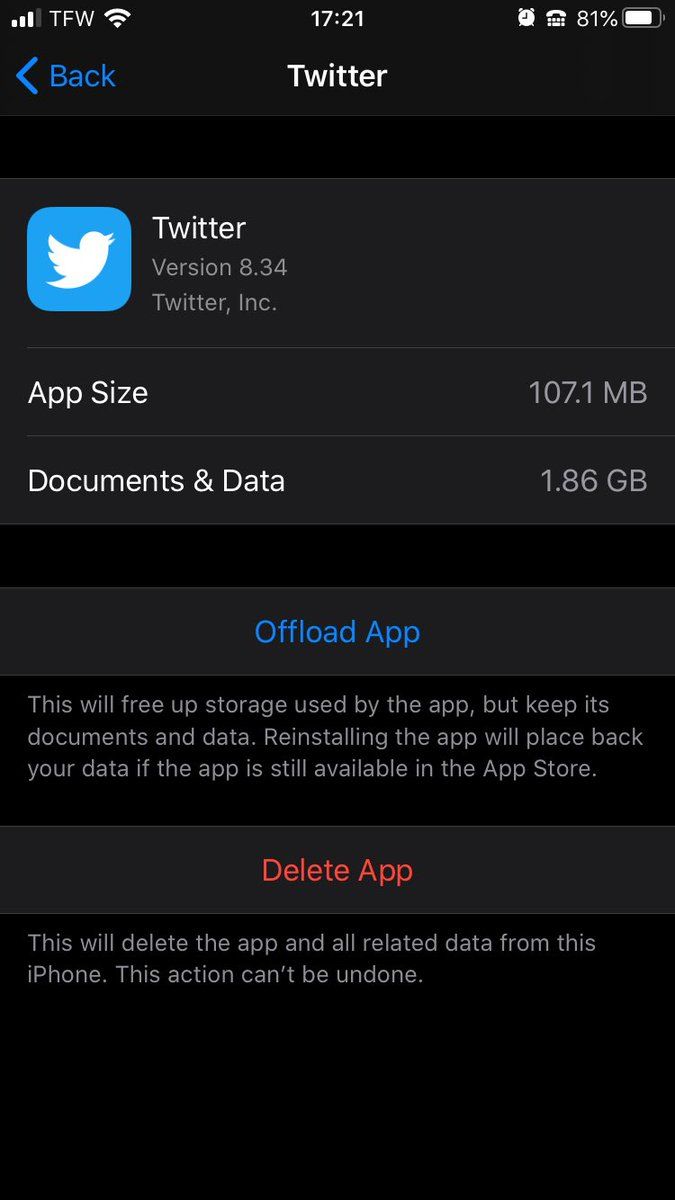 TFW 17:21 81%
Back Twitter
Twitter
Version 8.34
Twitter, Inc.
App Size 107.1 MB
Documents & Data 1.86 GB
Offload App
This will free up storage used by the app, but keep its
documents and data. Reinstalling the app will place back
your data if the app is still available in the App Store.
Delete App
This will delete the app and all related data from this
iPhone. This action can’t be undone.